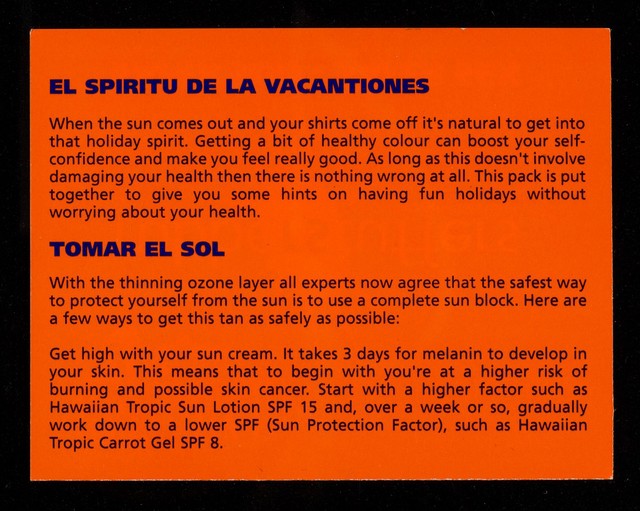 EL SPIRITU DE LA VACANTIONES
When the sun comes out and your shirts come off it's natural to get into
that holiday spirit. Getting a bit of healthy colour can boost your self-
confidence and make you feel really good. As long as this doesn't involve
damaging your health then there is nothing wrong at all. This pack is put
together to give you some hints on having fun holidays without
worrying about your health.
TOMAR EL SOL
With the thinning ozone layer all experts now agree that the safest way
to protect yourself from the sun is to use a complete sun block. Here are
a few ways to get this tan as safely as possible:
Get high with your sun cream. It takes 3 days for melanin to develop in
your skin. This means that to begin with you're at a higher risk of
burning and possible skin cancer. Start with a higher factor such as
Hawaiian Tropic Sun Lotion SPF 15 and, over a week or so, gradually
work down to a lower SPF (Sun Protection Factor), such as Hawaiian
Tropic Carrot Gel SPF 8.